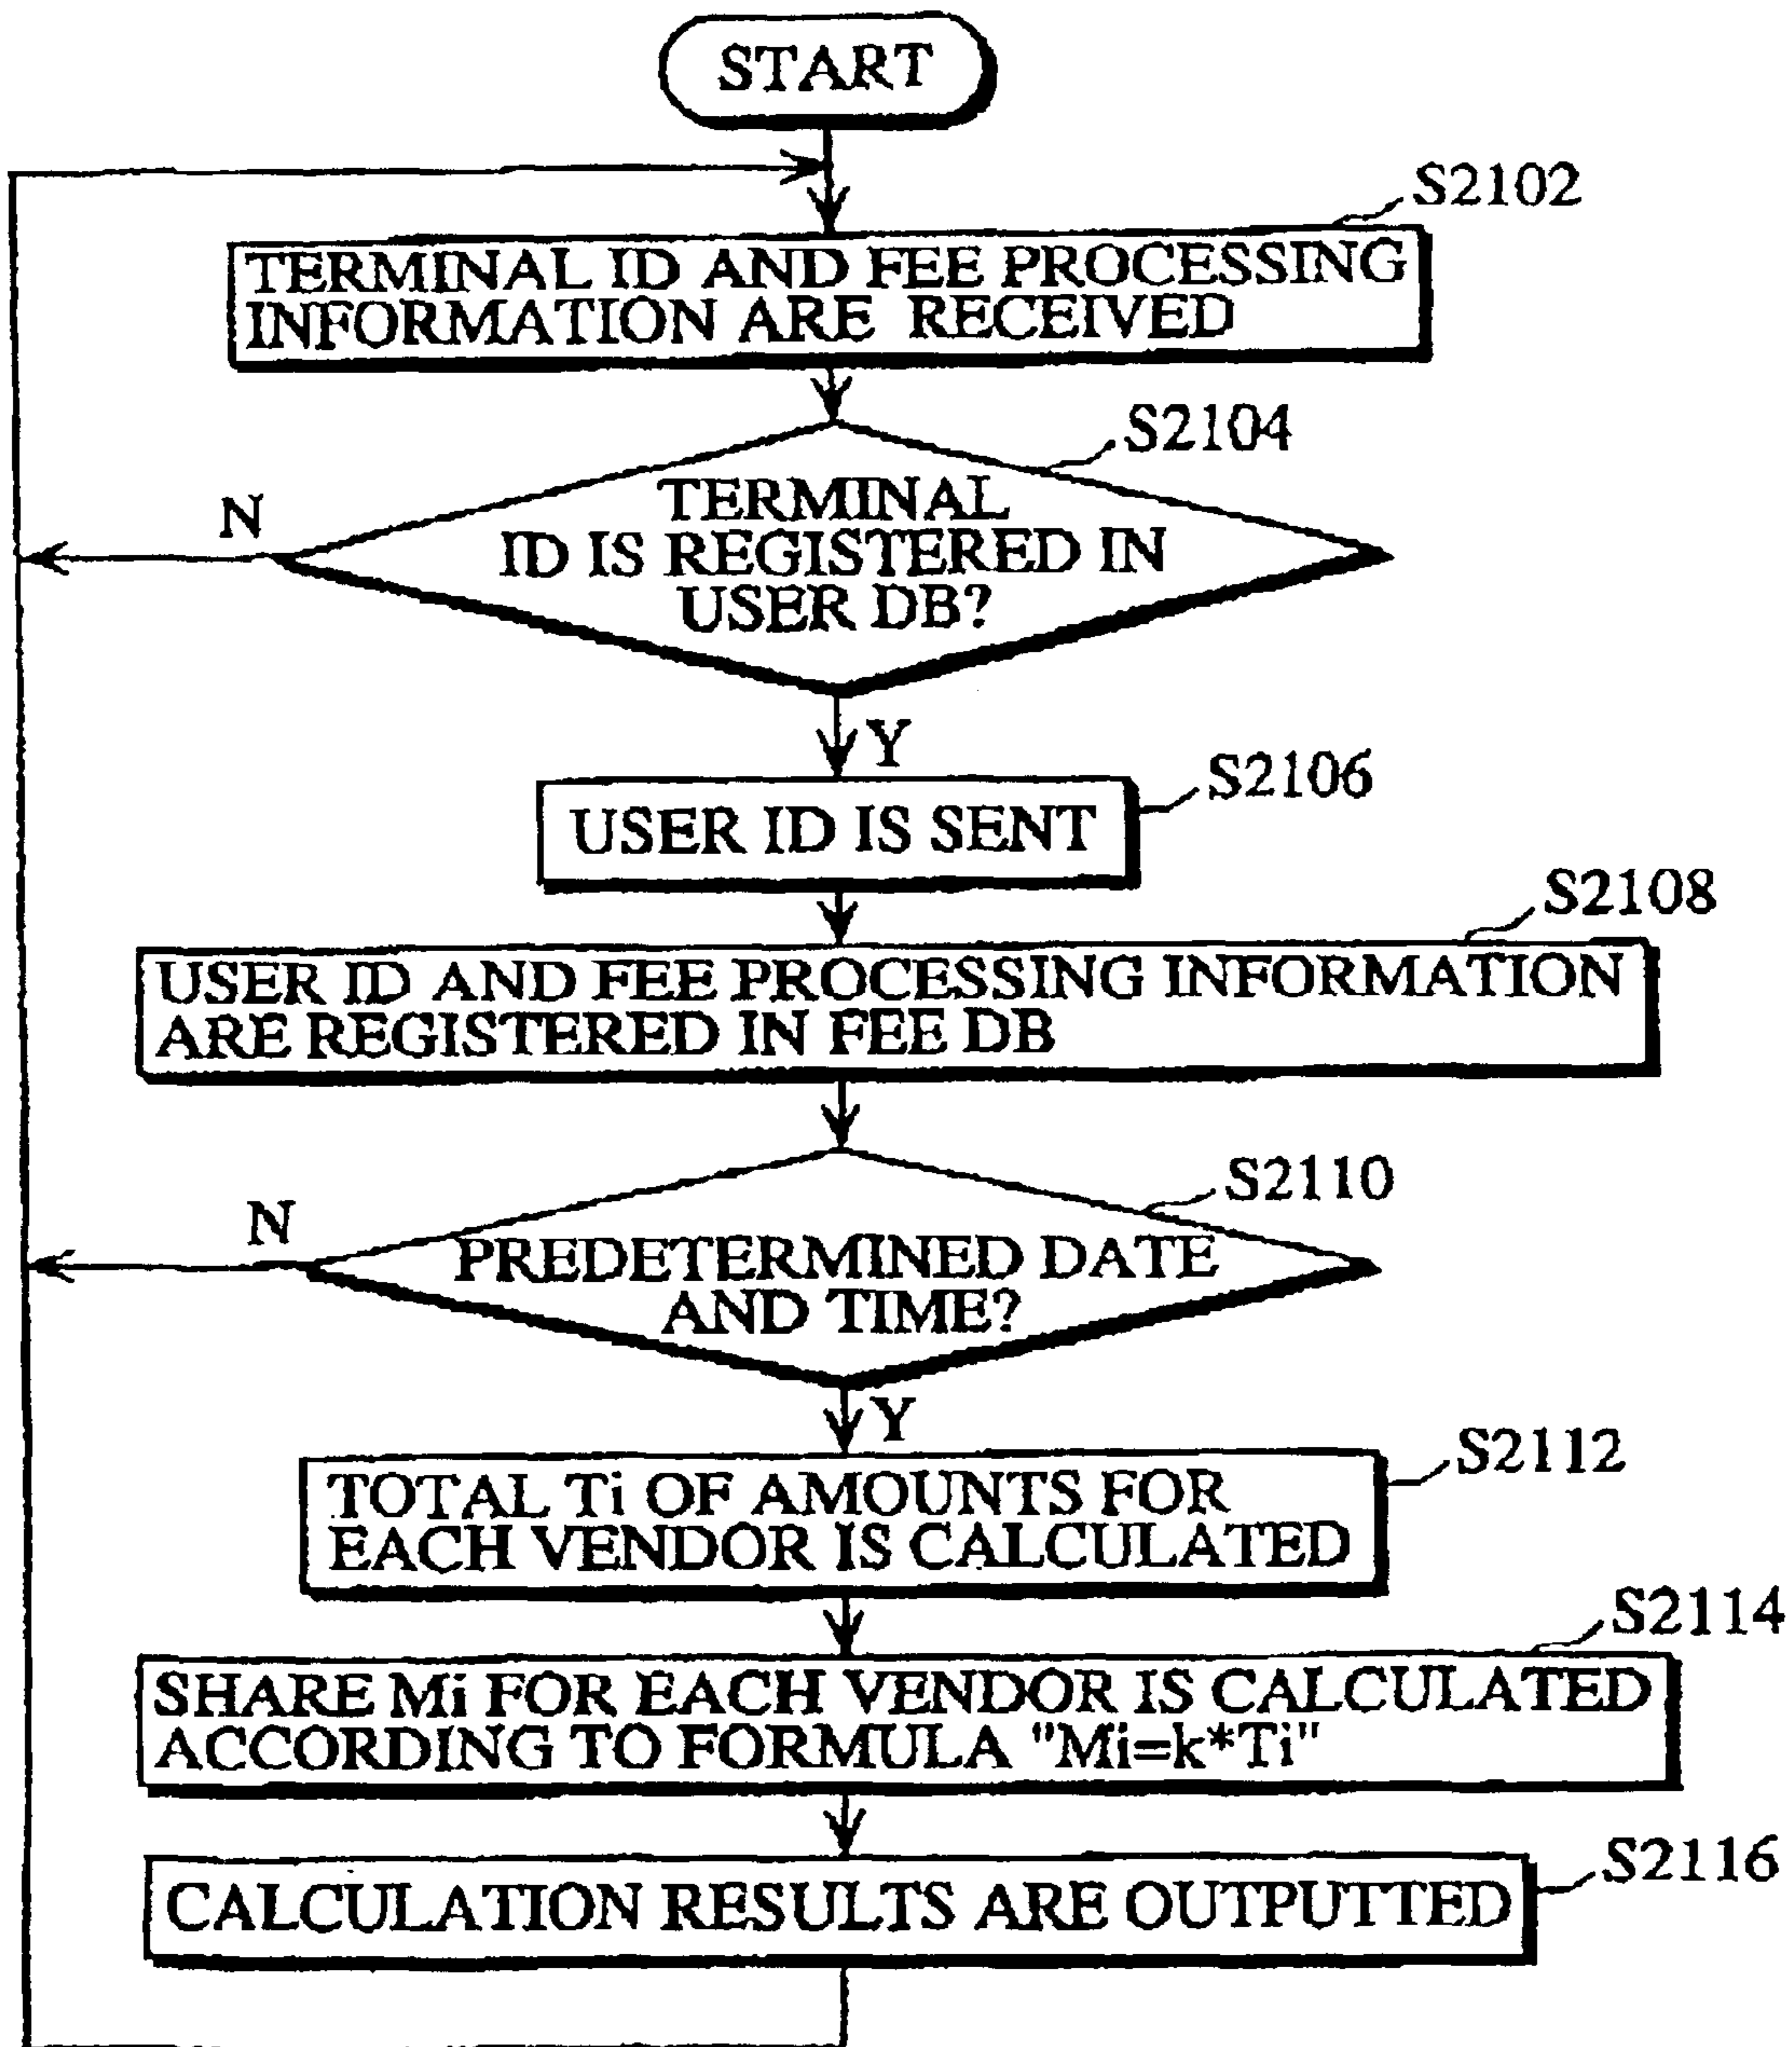 START
S2102
TERMINAL ID AND FEE PROCESSING
INFORMATION ARE RECEIVED
S2104
N
TERMINAL
ID IS REGISTERED IN
USER DB?
Y
S2106
USER ID IS SENT
S2108
USER ID AND FEE PROCESSING INFORMATION
ARE REGISTERED IN FEE DB
S2110
N
PREDETERMINED DATE
AND TIME?
Y
S2112
TOTAL Ti OF AMOUNTS FOR
EACH VENDOR IS CALCULATED
S2114
SHARE Mi FOR EACH VENDOR IS CALCULATED
ACCORDING TO FORMULA "Mi=k*Ti"
S2116
CALCULATION RESULTS ARE OUTPUTTED